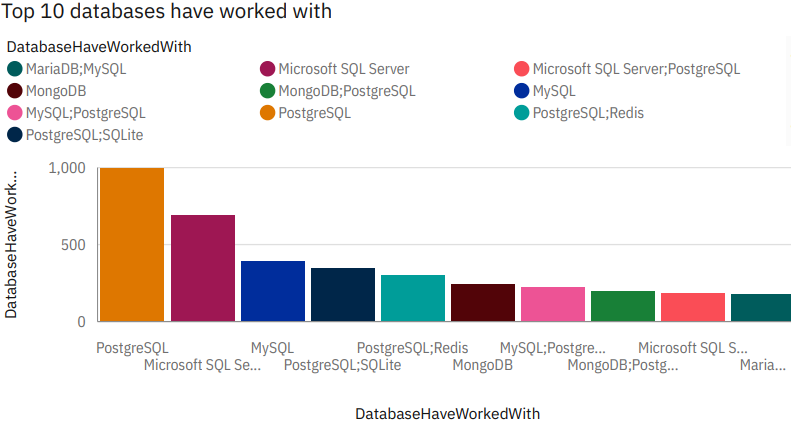 Top 10 databases have worked with
DatabaseHaveWorkedWith
MariaDB;MySQL
Microsoft SQL Server
Microsoft SQL Server;PostgreSQL
MongoDB
MongoDB;PostgreSQL
MySQL
MySQL;PostgreSQL
PostgreSQL
PostgreSQL;Redis
PostgreSQL;SQLite
DatabaseHaveWork...
1,000
500
0
PostgreSQL
Microsoft SQL Se...
MySQL
PostgreSQL;SQLite
PostgreSQL;Redis
MongoDB
MySQL;Postgre...
MongoDB;Postg...
Microsoft SQL S...
Maria...
DatabaseHaveWorkedWith